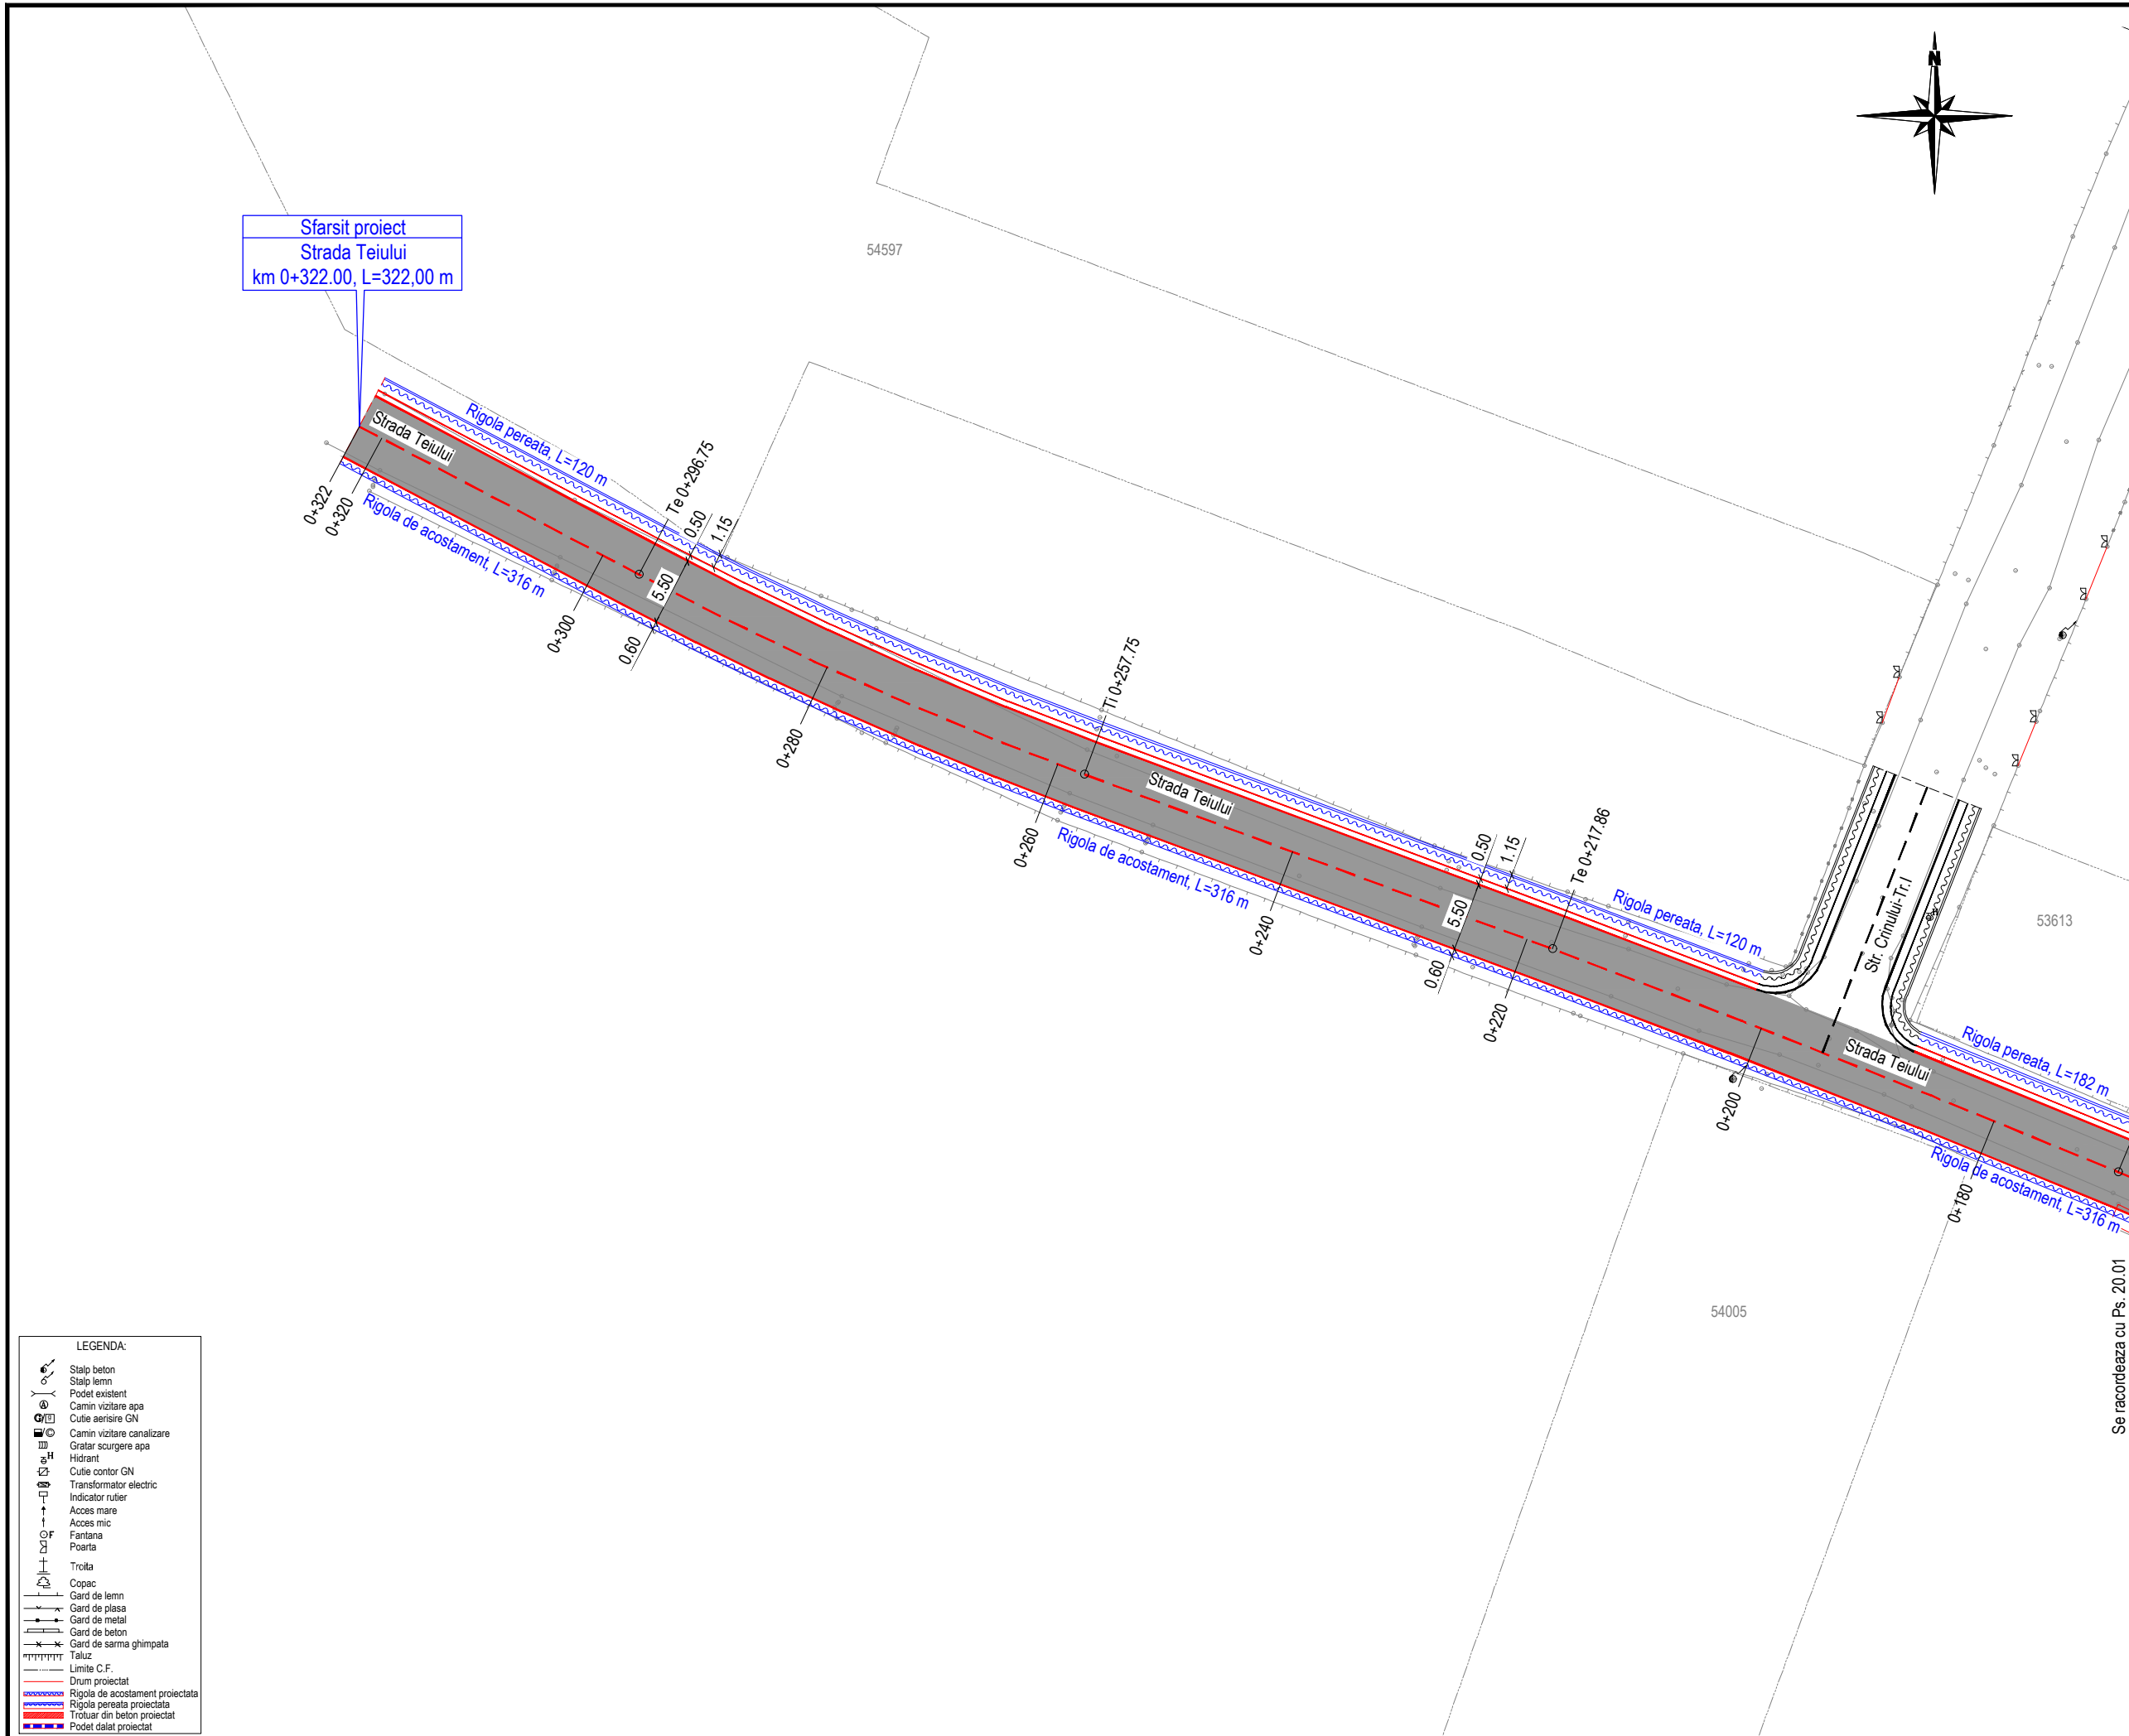 N
Sfarsit proiect
Strada Teiului
km 0+322.00, L=322,00 m
54597
Strada Teiului
Rigola pereata, L=120 m
Te 0+296.75
0.50
1.15
0+322
0+320
Rigola de acostament, L=316 m
5.50
0+300
0.60
Ti 0+257.75
0+280
Strada Teiului
0+260
Rigola de acostament, L=316 m
0.50
1.15
Te 0+217.86
5.50
0+240
0.60
Rigola pereata, L=120 m
0+220
Str. Crinului-Tr.I
H
53613
Strada Teiului
Rigola pereata, L=182 m
0+200
Rigola de acostament, L=316 m
0+180
54005
Se racordeaza cu Ps. 20.01
LEGENDA:
Stalp beton
Stalp lemn
Podet existent
A Camin vizitare apa
G/ Cutie aerisire GN
/C Camin vizitare canalizare
Gratar scurgere apa
H Hidrant
Cutie contor GN
Transformator electric
Indicator rutier
Acces mare
Acces mic
F Fantana
Poarta
Troita
Copac
Gard de lemn
Gard de plasa
Gard de metal
Gard de beton
Gard de sarma ghimpata
Taluz
Limite C.F.
Drum proiectat
Rigola de acostament proiectata
Rigola pereata proiectata
Trotuar din beton proiectat
Podet dalat proiectat